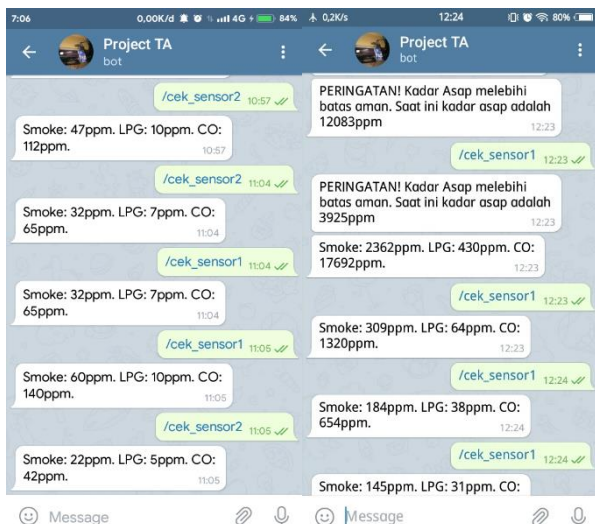 7:06
0,00K/d
4G
84%
Project TA
bot
/cek_sensor2 10:57
Smoke: 47ppm. LPG: 10ppm. CO:
112ppm.
10:57
/cek_sensor2 11:04
Smoke: 32ppm. LPG: 7ppm. CO:
65ppm.
11:04
/cek_sensor1 11:04
Smoke: 32ppm. LPG: 7ppm. CO:
65ppm.
11:04
/cek_sensor1 11:05
Smoke: 60ppm. LPG: 10ppm. CO:
140ppm.
11:05
/cek_sensor2 11:05
Smoke: 22ppm. LPG: 5ppm. CO:
42ppm.
11:05
Message
0,2K/s
12:24
80%
Project TA
bot
PERINGATAN! Kadar Asap melebihi
batas aman. Saat ini kadar asap adalah
12083ppm
12:23
/cek_sensor1 12:23
PERINGATAN! Kadar Asap melebihi
batas aman. Saat ini kadar asap adalah
3925ppm
12:23
Smoke: 2362ppm. LPG: 430ppm. CO:
17692ppm.
12:23
/cek_sensor1 12:23
Smoke: 309ppm. LPG: 64ppm. CO:
1320ppm.
12:23
/cek_sensor1 12:24
Smoke: 184ppm. LPG: 38ppm. CO:
654ppm.
12:24
/cek_sensor1 12:24
Smoke: 145ppm. LPG: 31ppm. CO:
Message